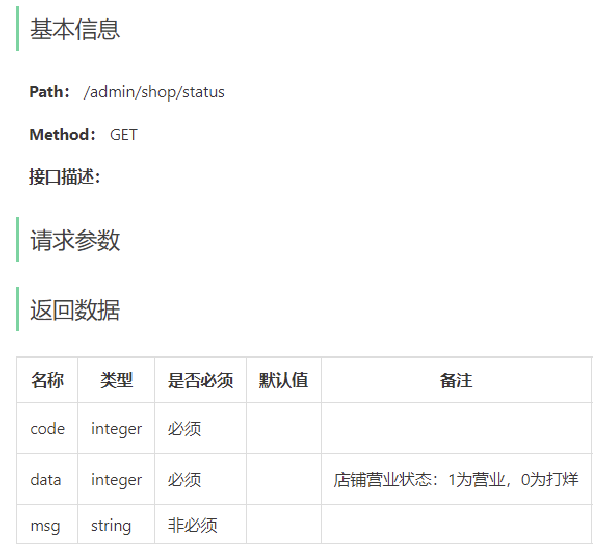 基本信息
Path： /admin/shop/status
Method： GET
接口描述：
请求参数
返回数据
名称 类型 是否必须 默认值 备注
code integer 必须
data integer 必须 店铺营业状态：1为营业，0为打烊
msg string 非必须